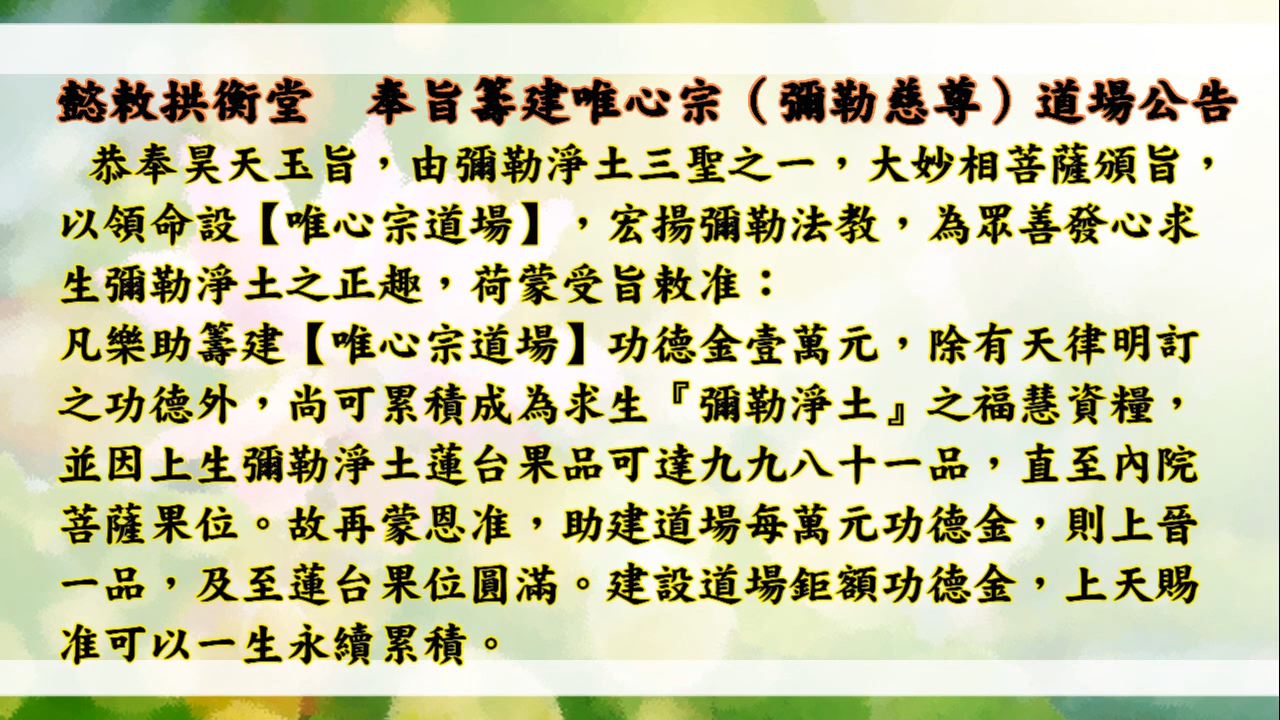 懿敕拱衡堂　奉旨籌建唯心宗（彌勒慈尊）道場公告
恭奉昊天玉旨，由彌勒淨土三聖之一，大妙相菩薩頒旨，
以領命設【唯心宗道場】，宏揚彌勒法教，為眾善發心求
生彌勒淨土之正趣，荷蒙受旨敕准：
凡樂助籌建【唯心宗道場】功德金壹萬元，除有天律明訂
之功德外，尚可累積成為求生『彌勒淨土』之福慧資糧，
並因上生彌勒淨土蓮台果品可達九九八十一品，直至內院
菩薩果位。故再蒙恩准，助建道場每萬元功德金，則上晉
一品，及至蓮台果位圓滿。建設道場鉅額功德金，上天賜
准可以一生永續累積。